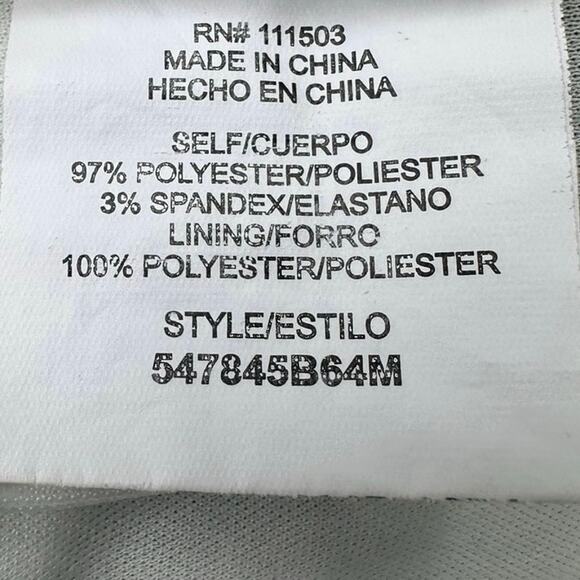 RN# 111503
MADE IN CHINA
HECHO EN CHINA
SELF/CUERPO
97% POLYESTER/POLIESTER
3% SPANDEX/ELASTANO
LINING/FORRO
100% POLYESTER/POLIESTER
STYLE/ESTILO
547845B64M